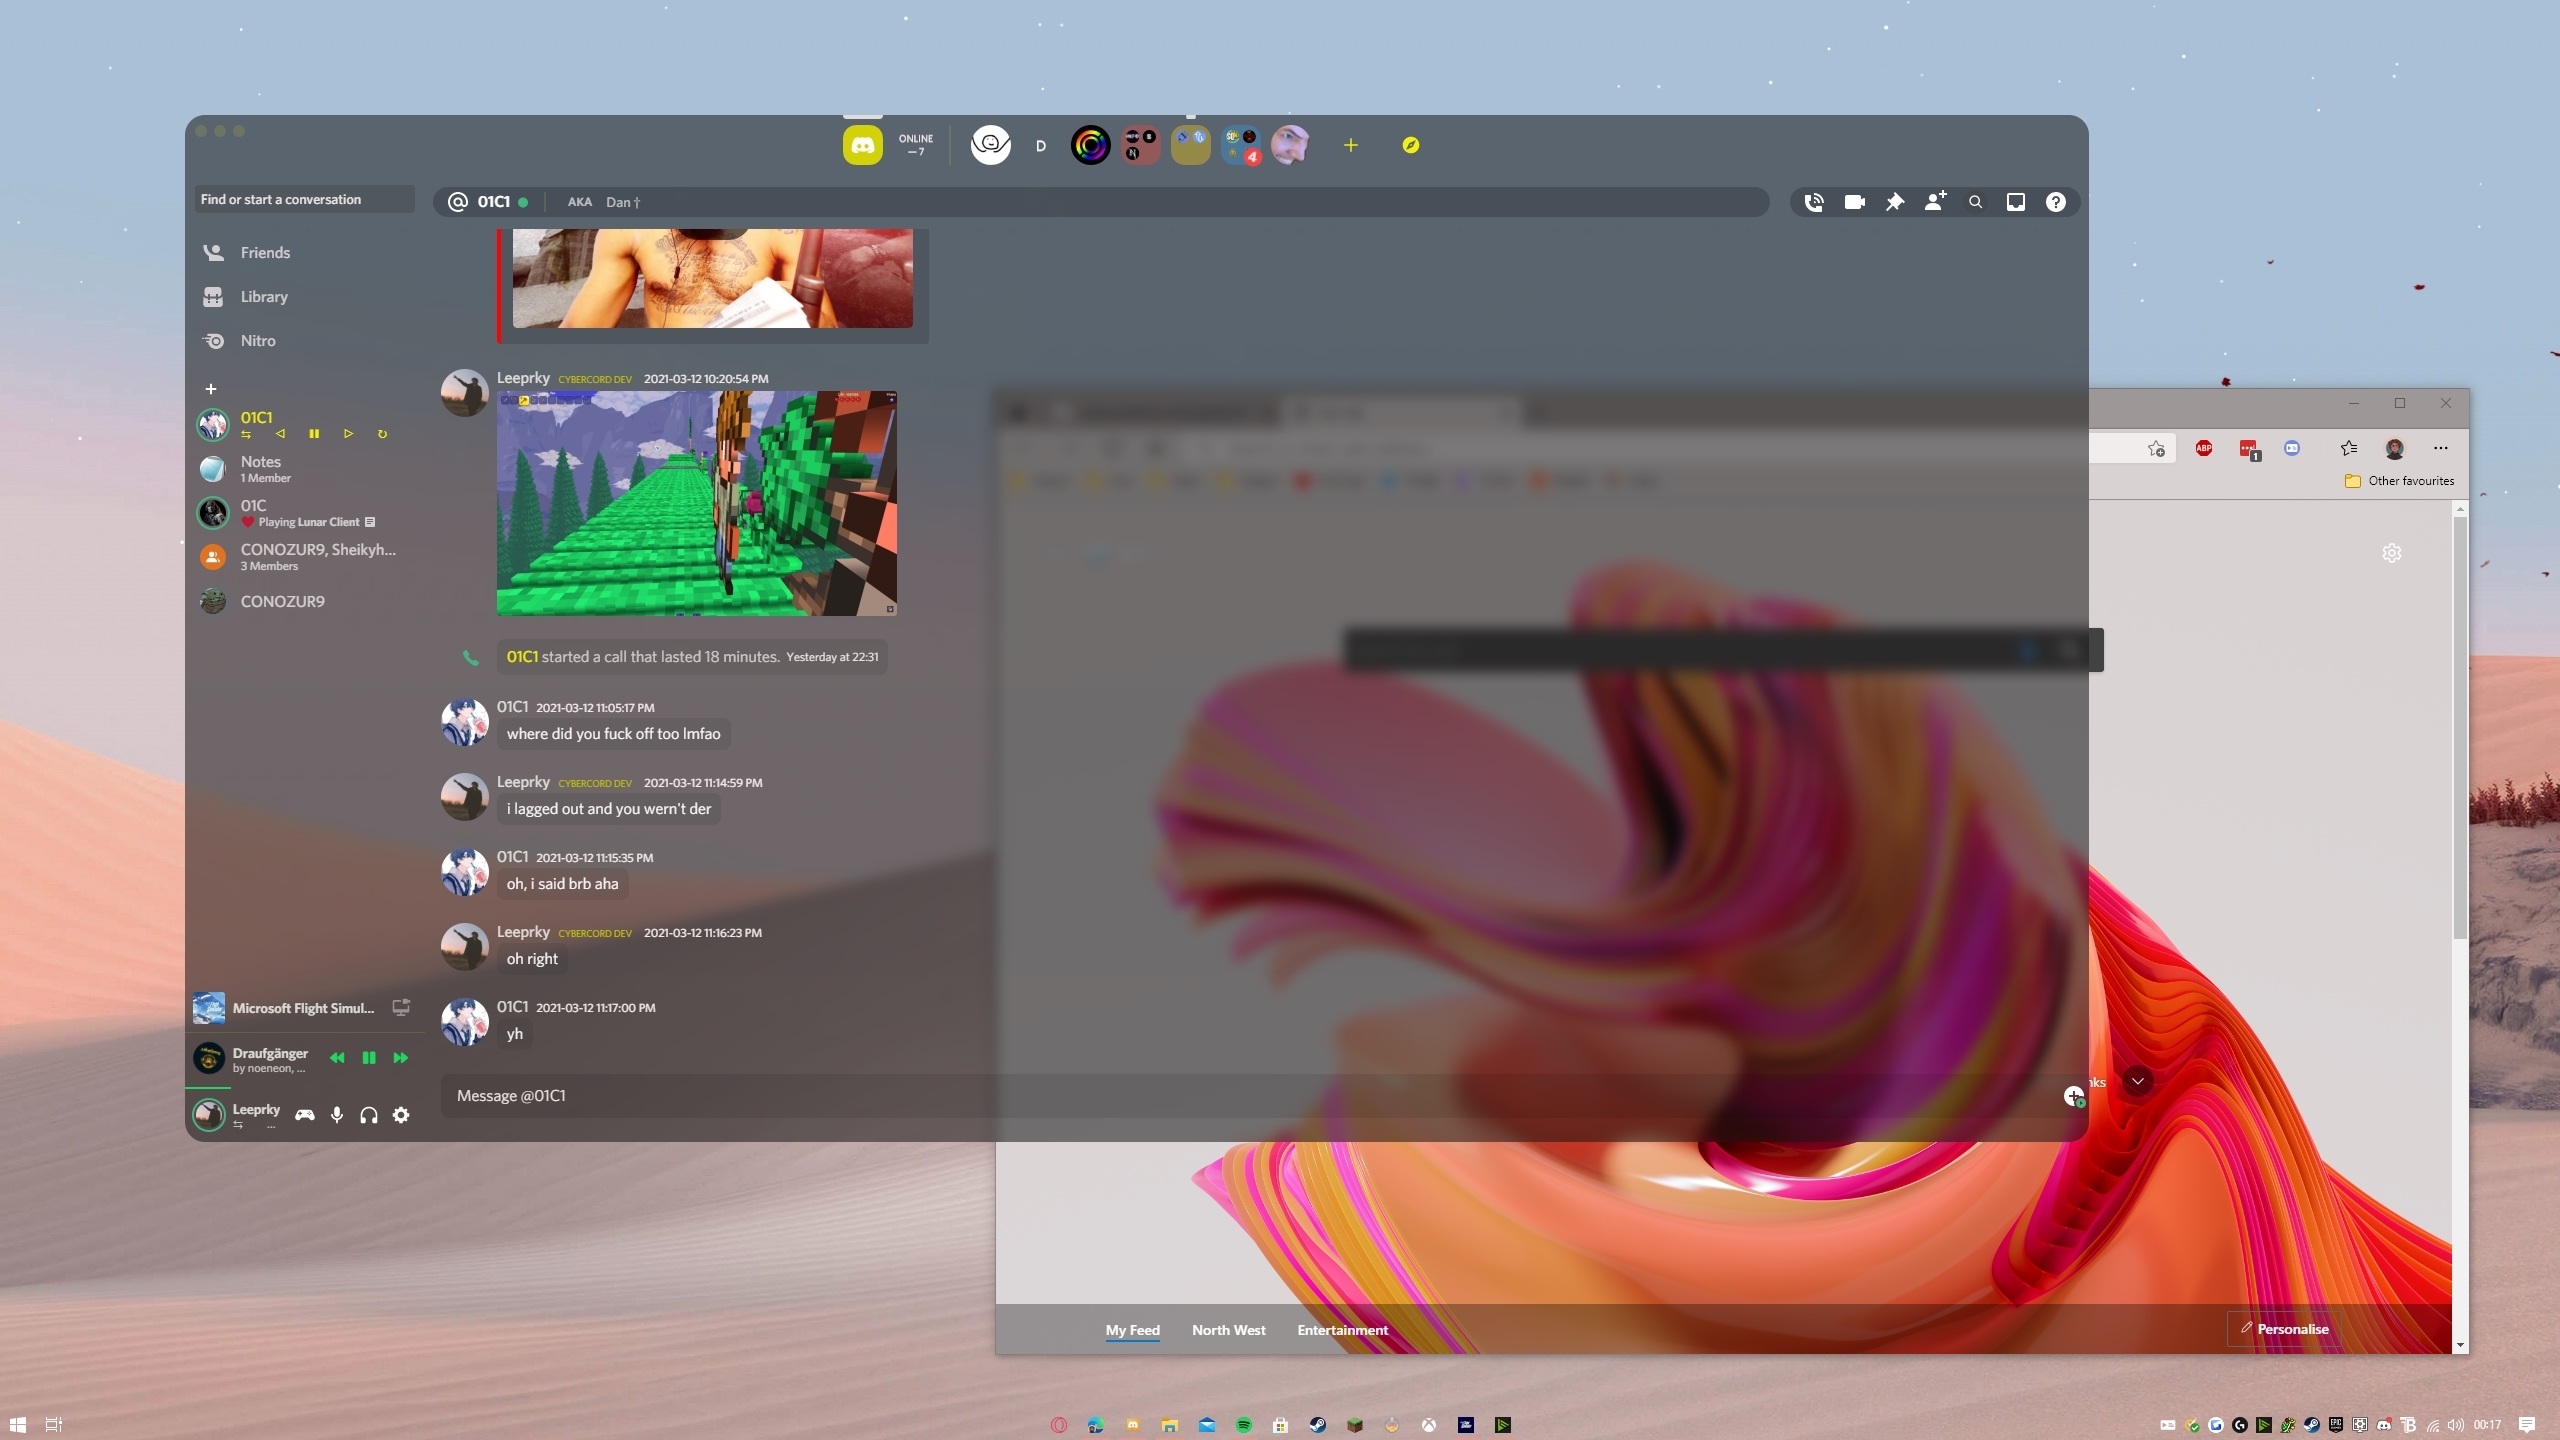 ONLINE
—7
D
4
Find or start a conversation
01C1
AKA Dan †
Friends
Library
Nitro
01C1
Notes
1 Member
01C
Playing Lunar Client
CONOZUR9, Sheikyh...
3 Members
CONOZUR9
Leeprky CYBERCORD DEV 2021-03-12 10:20:54 PM
01C1 started a call that lasted 18 minutes. Yesterday at 22:31
01C1 2021-03-12 11:05:17 PM
where did you fuck off too lmfao
Leeprky CYBERCORD DEV 2021-03-12 11:14:59 PM
i lagged out and you wern't der
01C1 2021-03-12 11:15:35 PM
oh, i said brb aha
Leeprky CYBERCORD DEV 2021-03-12 11:16:23 PM
oh right
01C1 2021-03-12 11:17:00 PM
yh
Message @01C1
Microsoft Flight Simul...
Draufgänger
by noeneon, ...
Leeprky
...
ABP
1
Other favourites
nks
My Feed North West Entertainment
Personalise
00:17